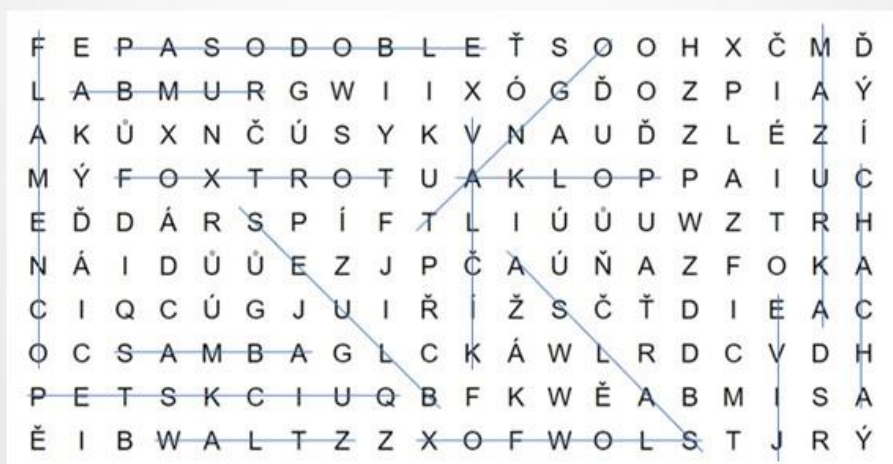 F E P A S O D O B L E Ť S O O H X Č M Ď
L A B M U R G W I I X Ó G Ď O Z P I A Ý
A K Ů X N Č Ú S Y K V N A U Ď Z L É Z Í
M Ý F O X T R O T U A K L O P P A I U C
E Ď D Á R S P Í F T L I Ú Ů U W Z T R H
N Á I D Ů Ů E Z J P Č A Ú Ň A Z F O K A
C I Q C Ú G J U I Ř Í Ž S Č Ť D I E A C
O C S A M B A G L C K Á W L R D C V D H
P E T S K C I U Q B F K W Ě A B M I S A
Ě I B W A L T Z Z X O F W O L S T J R Ý